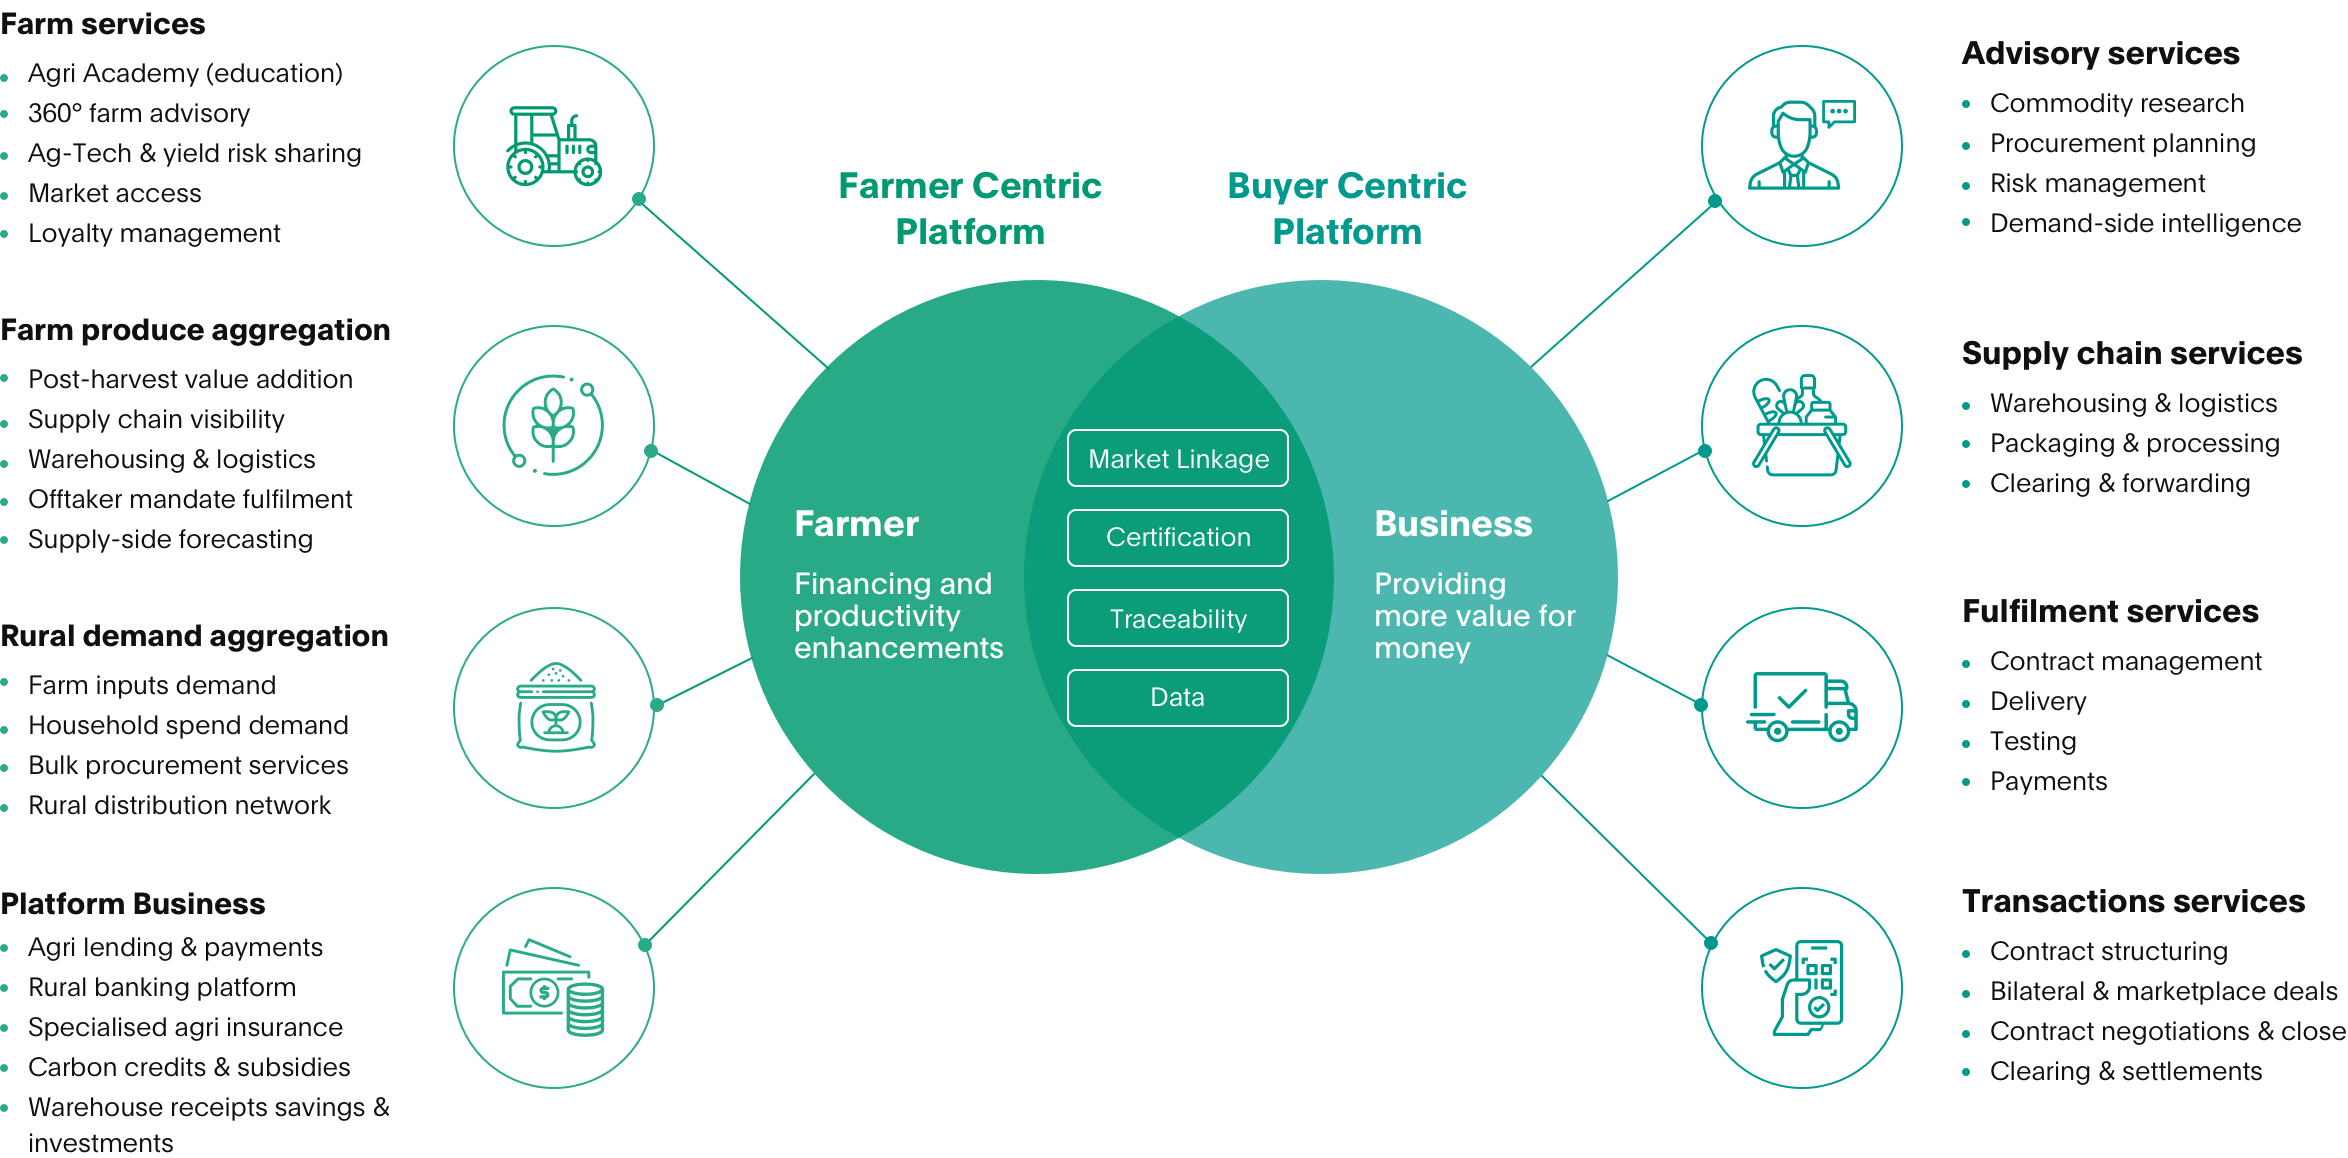 Farm services
Agri Academy (education)
360° farm advisory
Ag-Tech & yield risk sharing
Market access
Loyalty management
Farm produce aggregation
Post-harvest value addition
Supply chain visibility
Warehousing & logistics
Offtaker mandate fulfilment
Supply-side forecasting
Rural demand aggregation
Farm inputs demand
Household spend demand
Bulk procurement services
Rural distribution network
Platform Business
Agri lending & payments
Rural banking platform
Specialised agri insurance
Carbon credits & subsidies
Warehouse receipts savings &
investments
$
Farmer Centric
Platform
Farmer
Financing and
productivity
enhancements
Market Linkage
Certification
Traceability
Data
Buyer Centric
Platform
Business
Providing
more value for
money
Advisory services
Commodity research
Procurement planning
Risk management
Demand-side intelligence
Supply chain services
Warehousing & logistics
Packaging & processing
Clearing & forwarding
Fulfilment services
Contract management
Delivery
Testing
Payments
Transactions services
Contract structuring
Bilateral & marketplace deals
Contract negotiations & close
Clearing & settlements